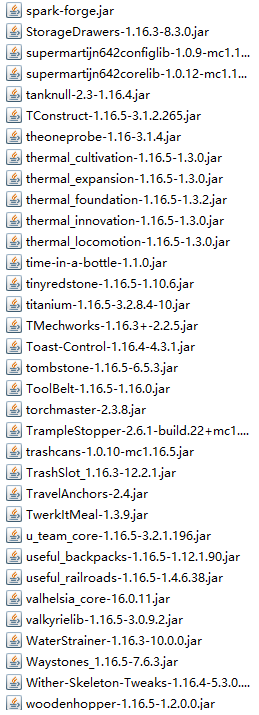 spark-forge.jar
StorageDrawers-1.16.3-8.3.0.jar
supermartijn642configlib-1.0.9-mc1.1...
supermartijn642corelib-1.0.12-mc1.1...
tanknull-2.3-1.16.4.jar
TConstruct-1.16.5-3.1.2.265.jar
theoneprobe-1.16-3.1.4.jar
thermal_cultivation-1.16.5-1.3.0.jar
thermal_expansion-1.16.5-1.3.0.jar
thermal_foundation-1.16.5-1.3.2.jar
thermal_innovation-1.16.5-1.3.0.jar
thermal_locomotion-1.16.5-1.3.0.jar
time-in-a-bottle-1.1.0.jar
tinyredstone-1.16.5-1.10.6.jar
titanium-1.16.5-3.2.8.4-10.jar
TMechworks-1.16.3+-2.2.5.jar
Toast-Control-1.16.4-4.3.1.jar
tombstone-1.16.5-6.5.3.jar
ToolBelt-1.16.5-1.16.0.jar
torchmaster-2.3.8.jar
TrampleStopper-2.6.1-build.22+mc1....
trashcans-1.0.10-mc1.16.5.jar
TrashSlot_1.16.3-12.2.1.jar
TravelAnchors-2.4.jar
TwerkItMeal-1.3.9.jar
u_team_core-1.16.5-3.2.1.196.jar
useful_backpacks-1.16.5-1.12.1.90.jar
useful_railroads-1.16.5-1.4.6.38.jar
valhelsia_core-16.0.11.jar
valkyrielib-1.16.5-3.0.9.2.jar
WaterStrainer-1.16.3-10.0.0.jar
Waystones_1.16.5-7.6.3.jar
Wither-Skeleton-Tweaks-1.16.4-5.3.0....
woodenhopper-1.16.5-1.2.0.0.jar